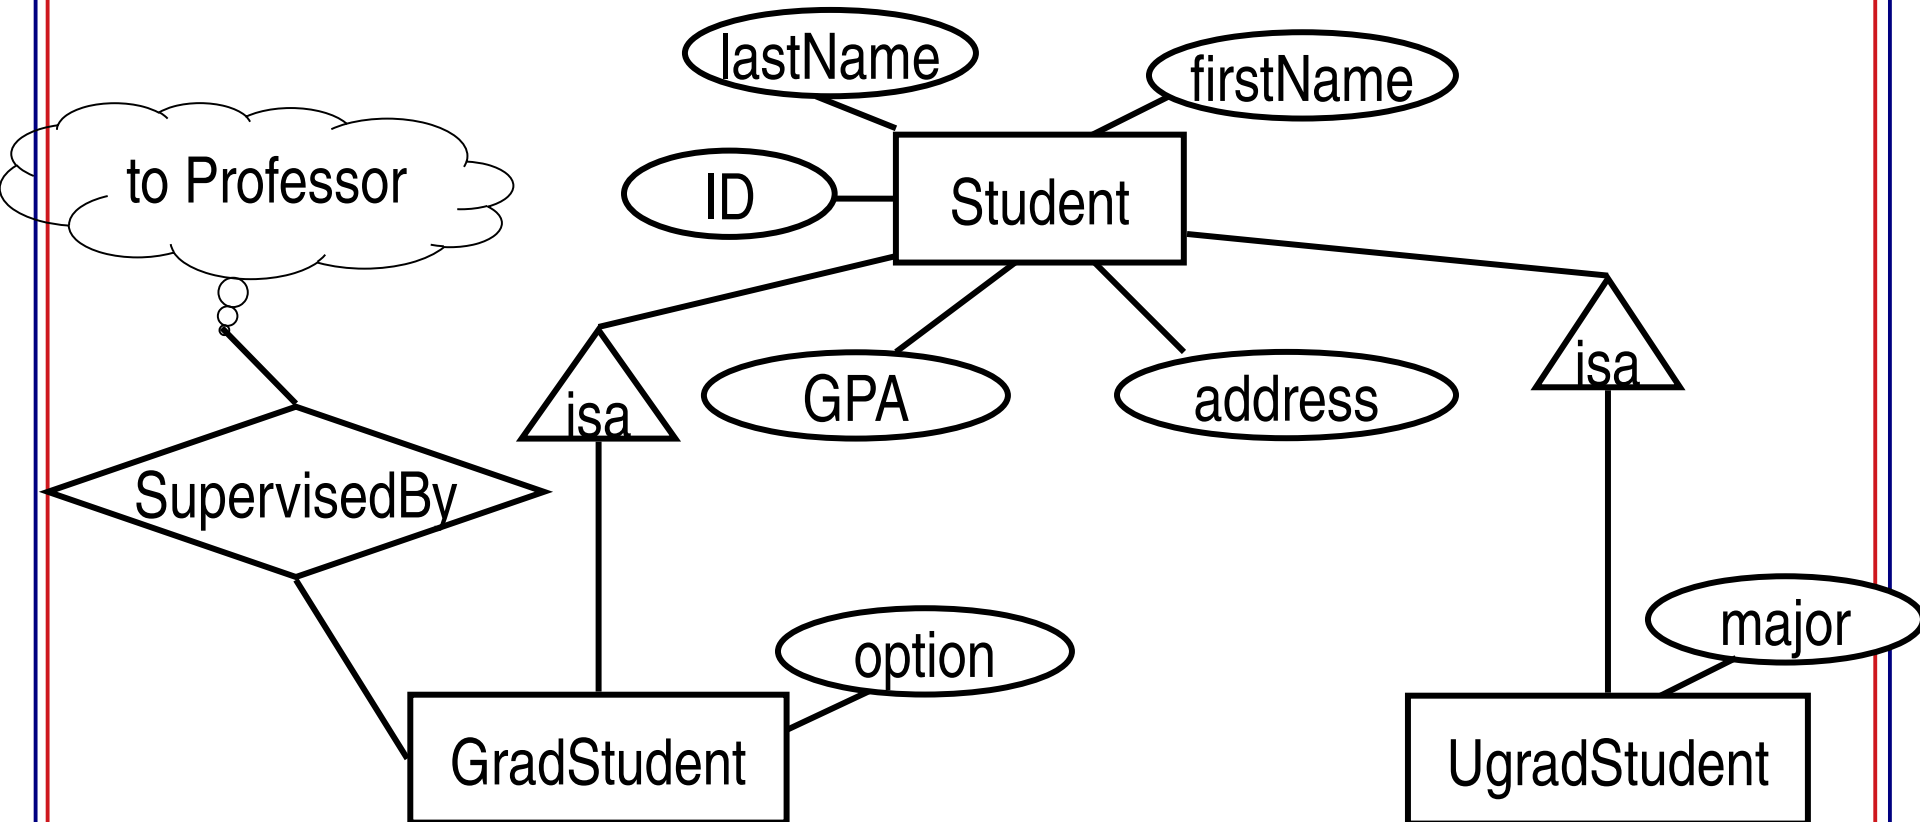 lastName
firstName
to Professor
ID
Student
isa
GPA
address
isa
SupervisedBy
option
major
GradStudent
UgradStudent